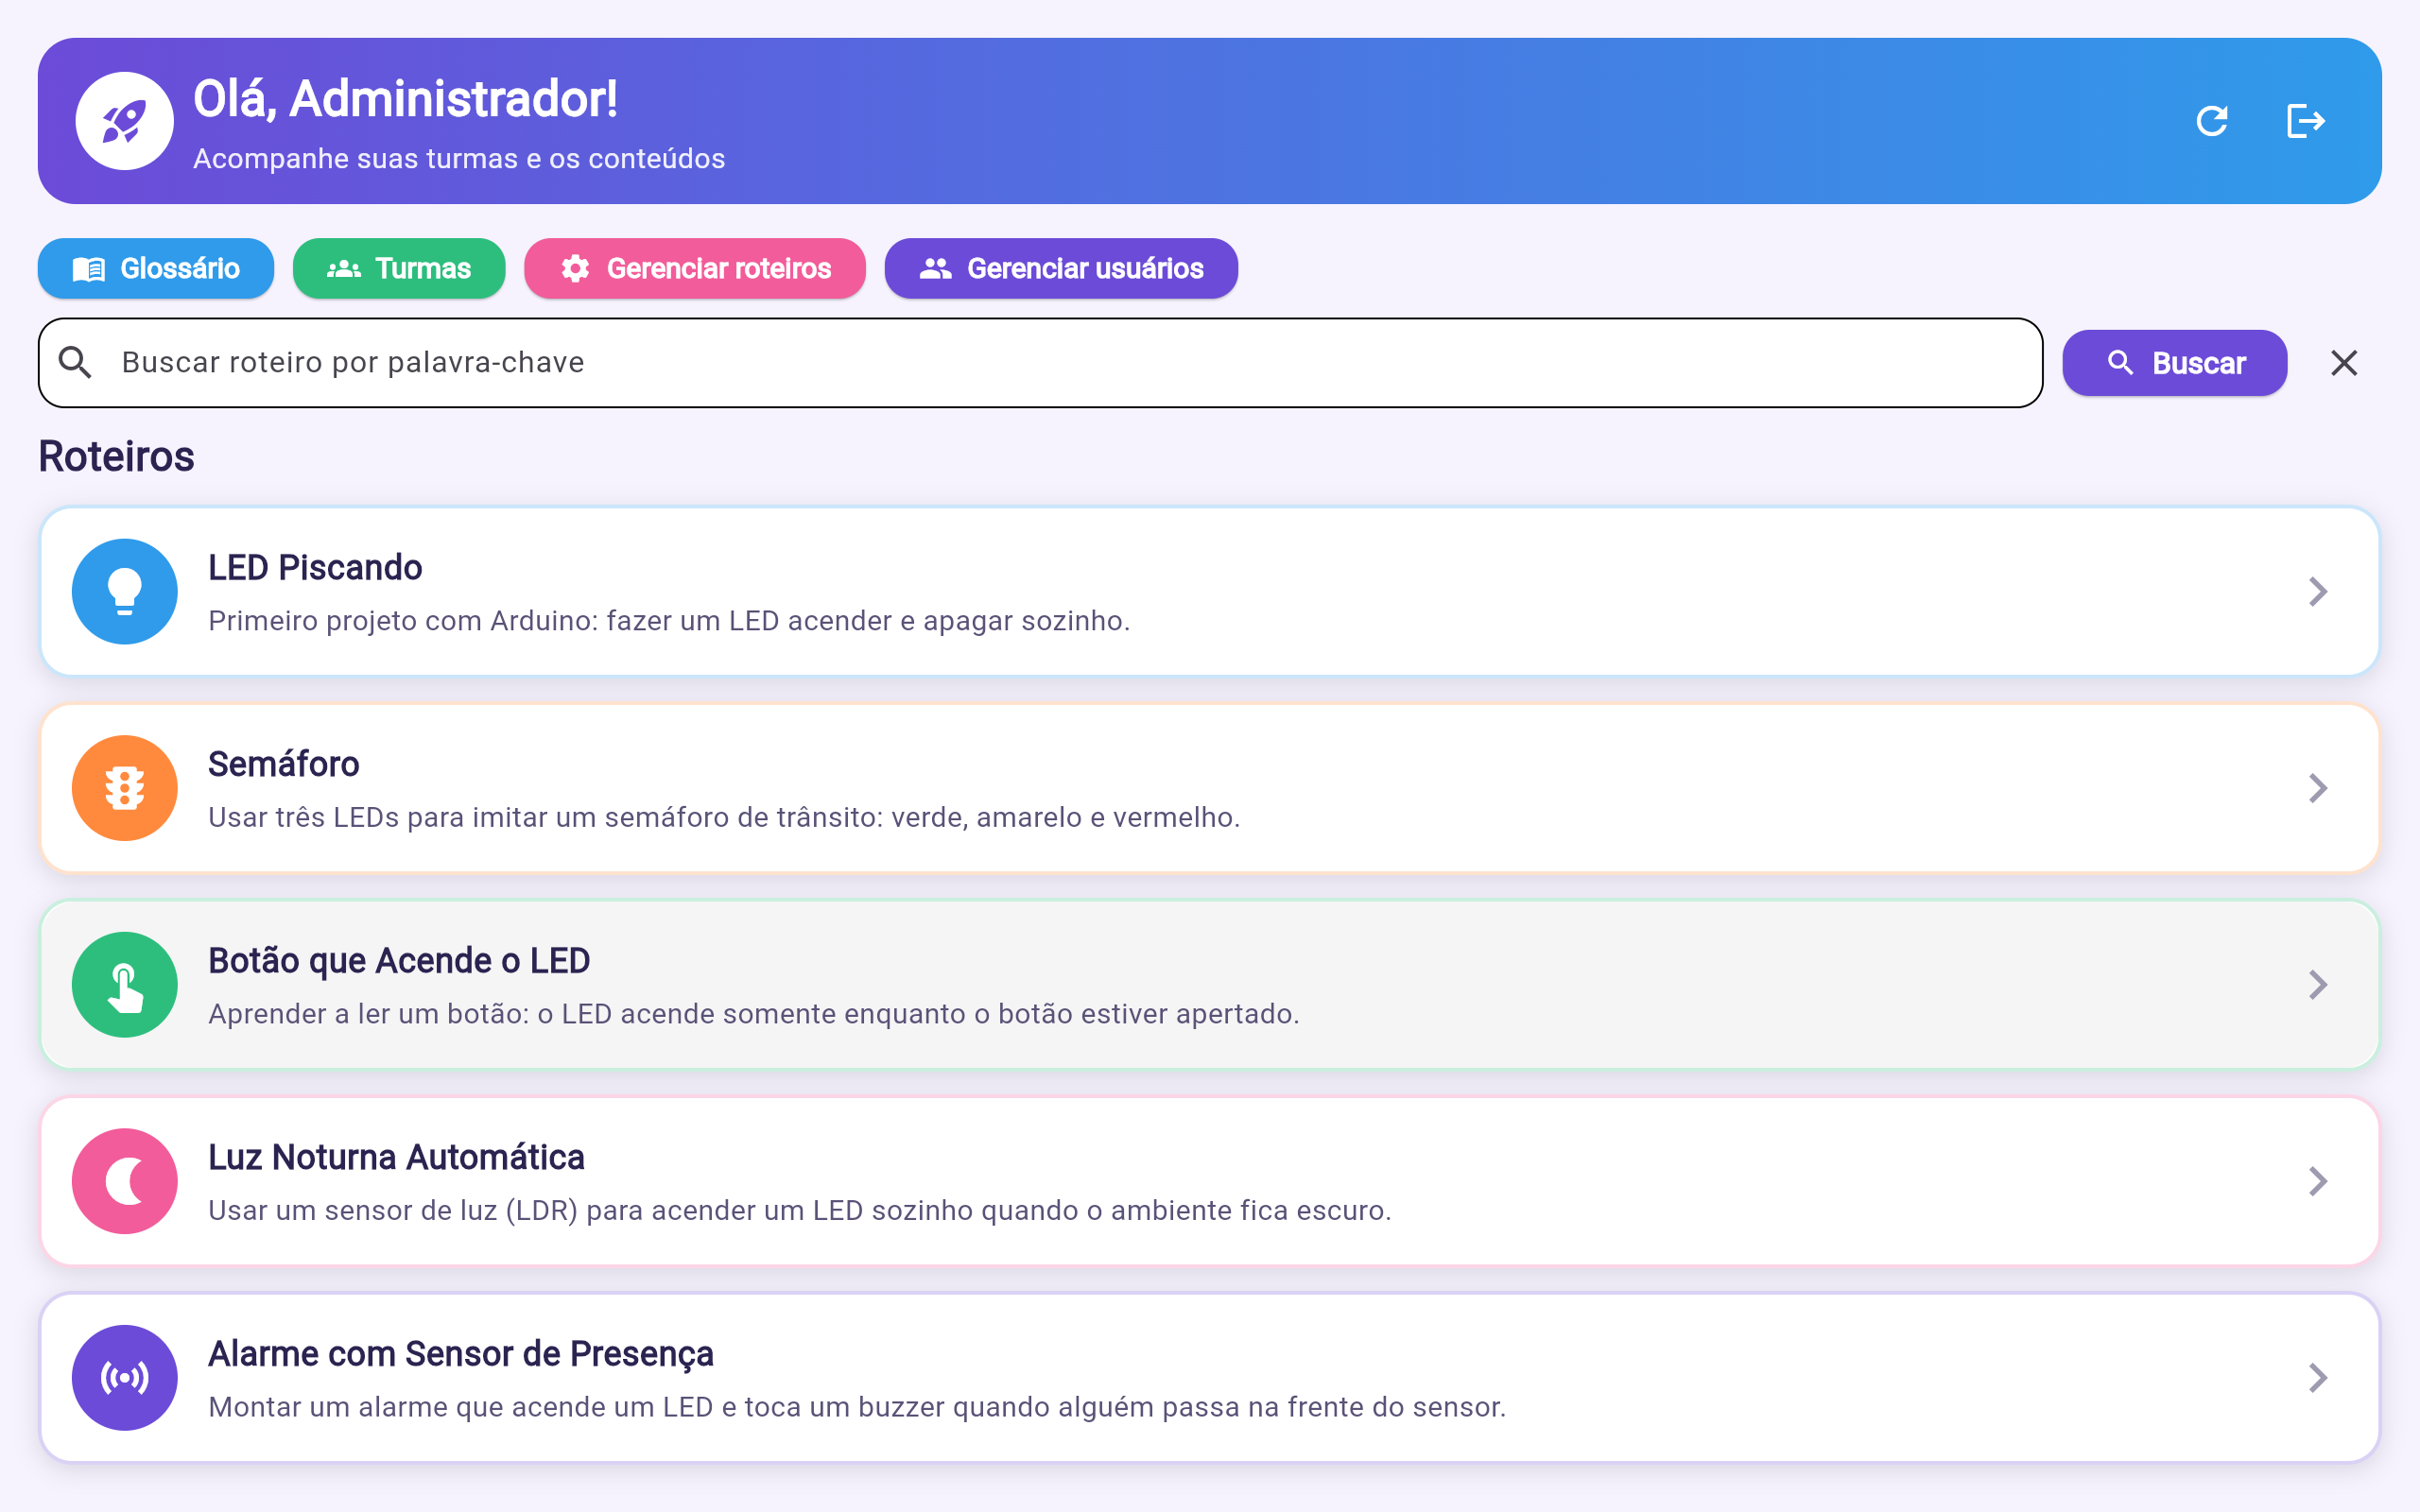 Olá, Administrador!
Acompanhe suas turmas e os conteúdos
Glossário
Turmas
Gerenciar roteiros
Gerenciar usuários
Buscar roteiro por palavra-chave
Buscar
Roteiros
LED Piscando
Primeiro projeto com Arduino: fazer um LED acender e apagar sozinho.
Semáforo
Usar três LEDs para imitar um semáforo de trânsito: verde, amarelo e vermelho.
Botão que Acende o LED
Aprender a ler um botão: o LED acende somente enquanto o botão estiver apertado.
Luz Noturna Automática
Usar um sensor de luz (LDR) para acender um LED sozinho quando o ambiente fica escuro.
Alarme com Sensor de Presença
Montar um alarme que acende um LED e toca um buzzer quando alguém passa na frente do sensor.